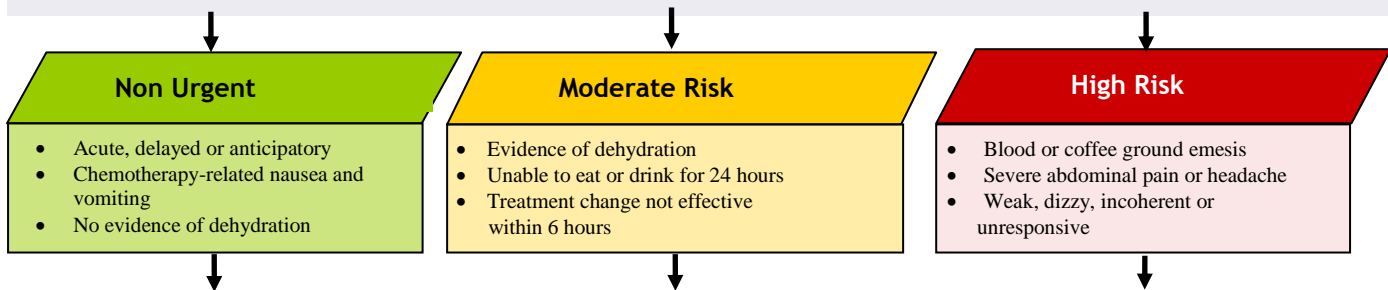 Non Urgent
• Acute, delayed or anticipatory
• Chemotherapy-related nausea and
vomiting
• No evidence of dehydration
Moderate Risk
• Evidence of dehydration
• Unable to eat or drink for 24 hours
• Treatment change not effective
within 6 hours
High Risk
• Blood or coffee ground emesis
• Severe abdominal pain or headache
• Weak, dizzy, incoherent or
unresponsive